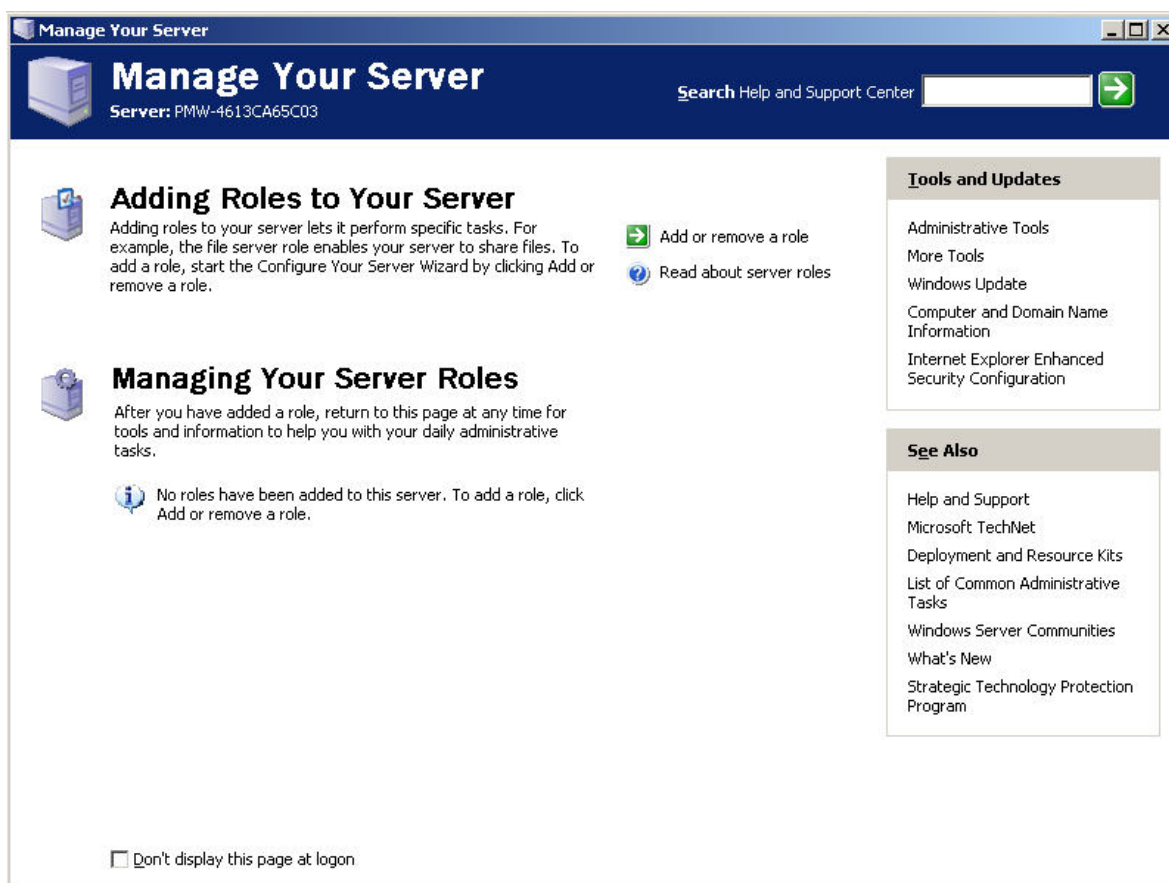 Manage Your Server
Manage Your Server
Server: PMW-4613CA65C03
Search Help and Support Center
Adding Roles to Your Server
Adding roles to your server lets it perform specific tasks. For
example, the file server role enables your server to share files. To
add a role, start the Configure Your Server Wizard by clicking Add or
remove a role.
Add or remove a role
Read about server roles
Managing Your Server Roles
After you have added a role, return to this page at any time for
tools and information to help you with your daily administrative
tasks.
No roles have been added to this server. To add a role, click
Add or remove a role.
Tools and Updates
Administrative Tools
More Tools
Windows Update
Computer and Domain Name
Information
Internet Explorer Enhanced
Security Configuration
See Also
Help and Support
Microsoft TechNet
Deployment and Resource Kits
List of Common Administrative
Tasks
Windows Server Communities
What's New
Strategic Technology Protection
Program
Don't display this page at logon